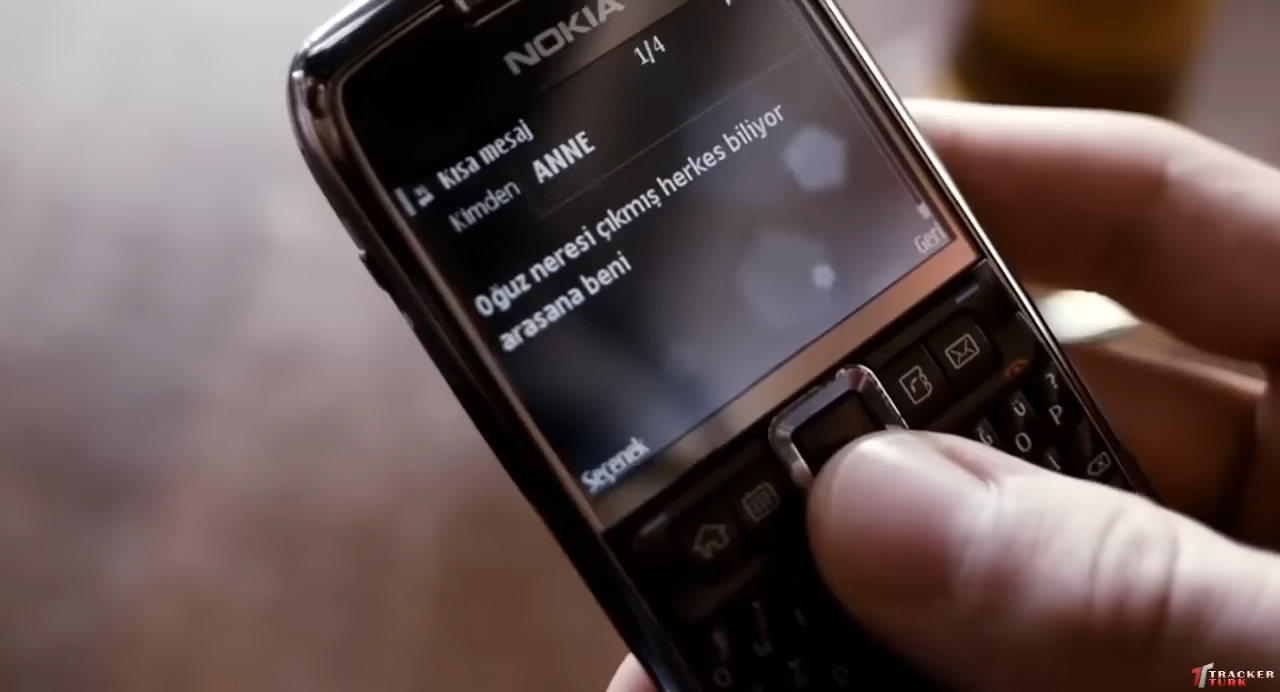 NOKIA
1/4
Kısa mesaj
Kimden ANNE
Oğuz neresi çıkmış herkes biliyor
arasana beni
Seçenek Geri
Ü
P
?
Ğ
O
TRACKER
TURK